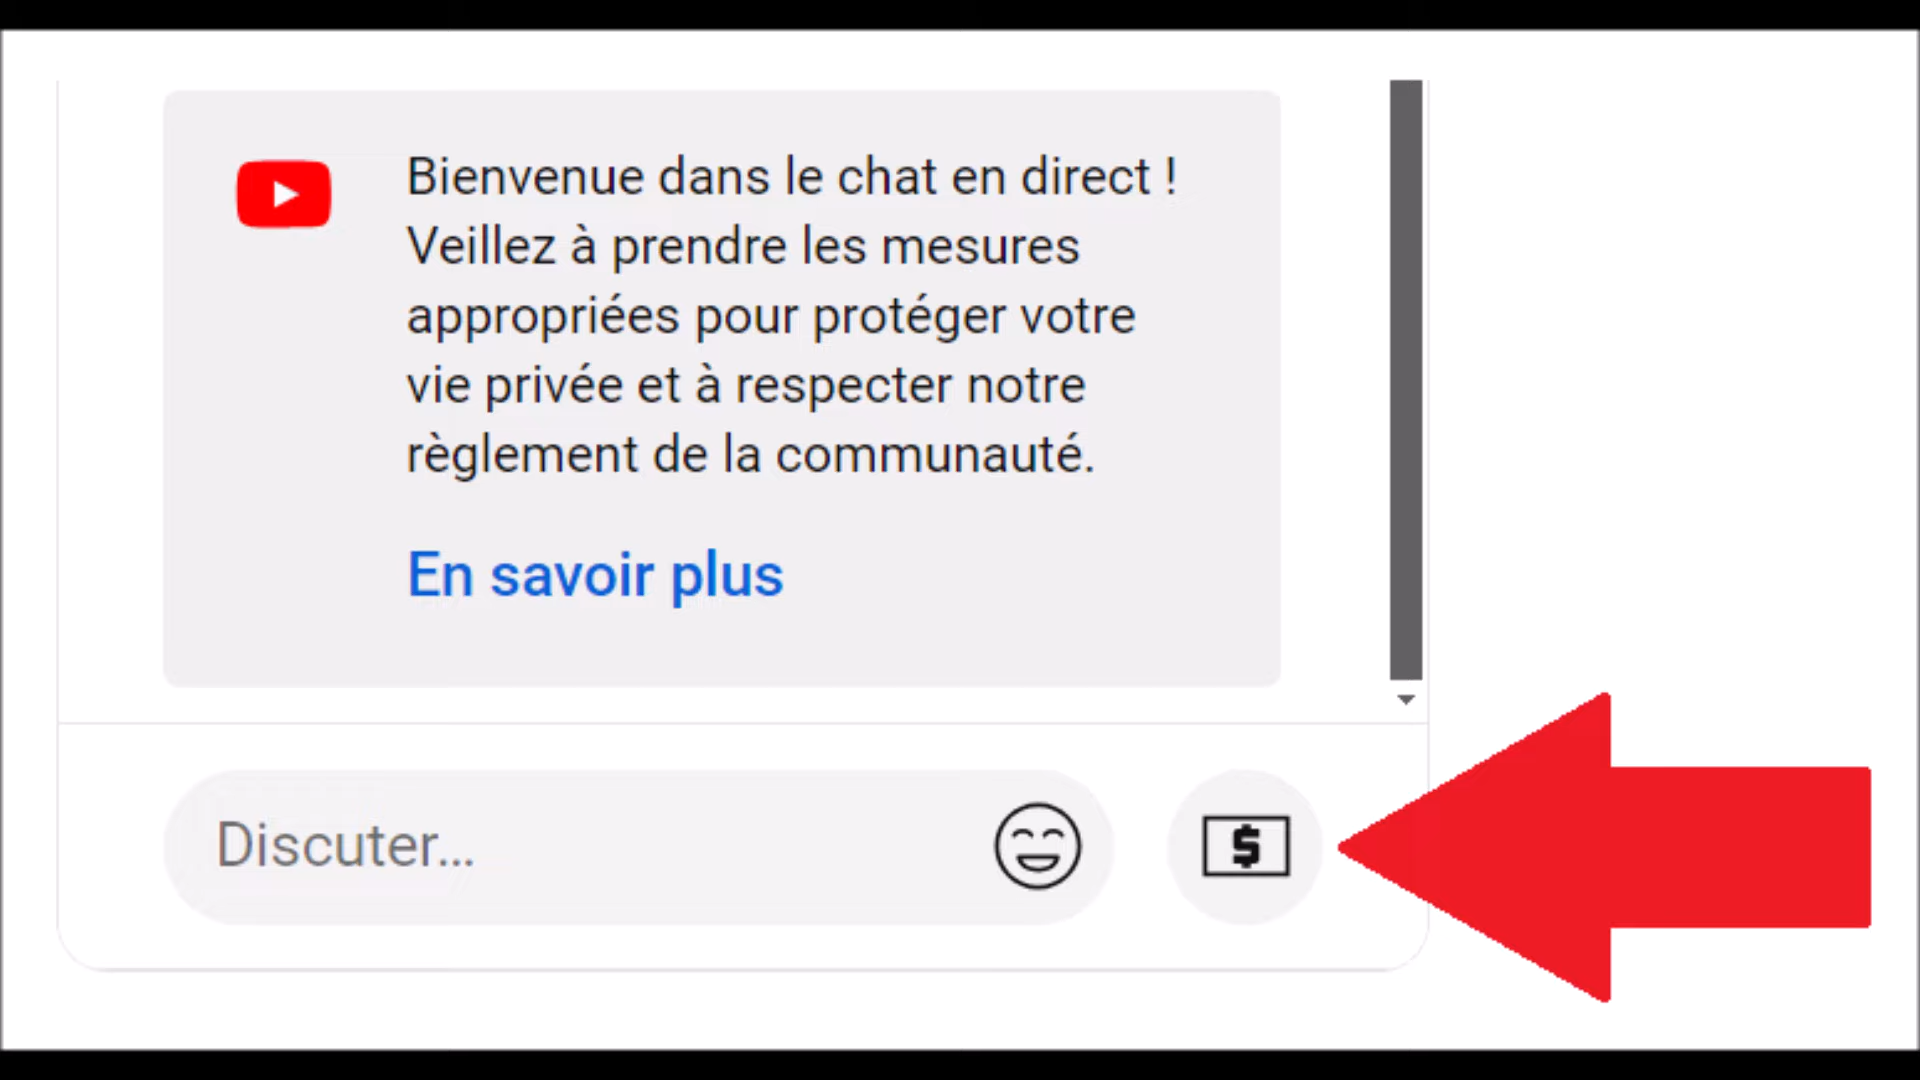 Bienvenue dans le chat en direct !
Veillez à prendre les mesures
appropriées pour protéger votre
vie privée et à respecter notre
règlement de la communauté.
En savoir plus
Discuter...
$